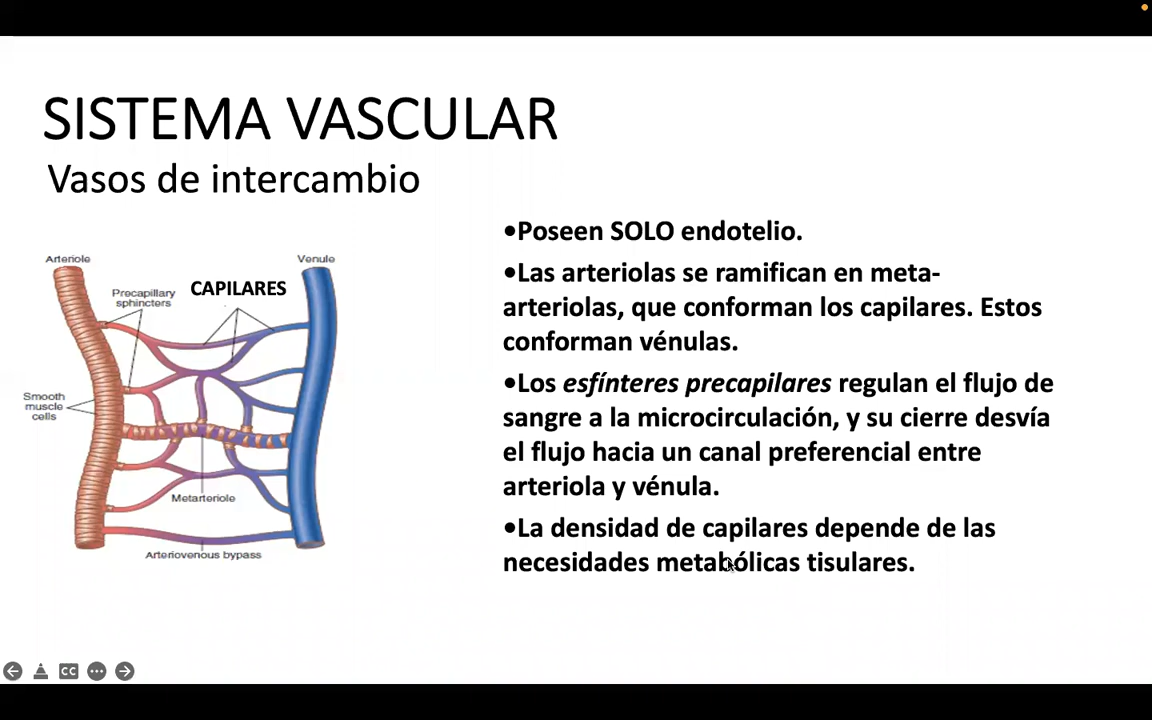 SISTEMA VASCULAR
Vasos de intercambio
Arteriole
Venule
Precapillary
sphincters
CAPILARES
Smooth
muscle
cells
Metarteriole
Arteriovenous bypass
•Poseen SOLO endotelio.
•Las arteriolas se ramifican en meta-
arteriolas, que conforman los capilares. Estos
conforman vénulas.
•Los esfínteres precapilares regulan el flujo de
sangre a la microcirculación, y su cierre desvía
el flujo hacia un canal preferencial entre
arteriola y vénula.
•La densidad de capilares depende de las
necesidades metabólicas tisulares.
CC